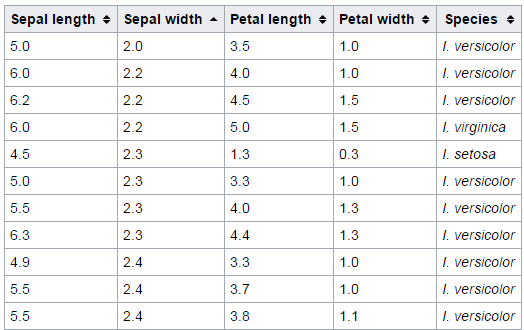 Sepal length Sepal width Petal length Petal width Species
5.0 2.0 3.5 1.0 I. versicolor
6.0 2.2 4.0 1.0 I. versicolor
6.2 2.2 4.5 1.5 I. versicolor
6.0 2.2 5.0 1.5 I. virginica
4.5 2.3 1.3 0.3 I. setosa
5.0 2.3 3.3 1.0 I. versicolor
5.5 2.3 4.0 1.3 I. versicolor
6.3 2.3 4.4 1.3 I. versicolor
4.9 2.4 3.3 1.0 I. versicolor
5.5 2.4 3.7 1.0 I. versicolor
5.5 2.4 3.8 1.1 I. versicolor